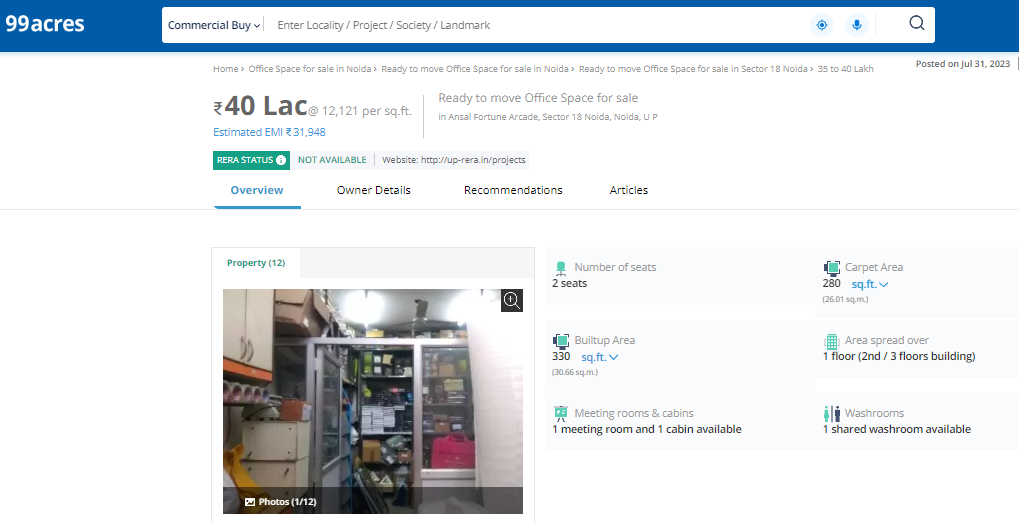 99acres
Commercial Buy
Enter Locality / Project / Society / Landmark
Home › Office Space for sale in Noida › Ready to move Office Space for sale in Noida › Ready to move Office Space for sale in Sector 18 Noida › 35 to 40 Lakh
Posted on Jul 31, 2023
₹40 Lac @ 12,121 per sq.ft.
Estimated EMI ₹31,948
Ready to move Office Space for sale
in Ansal Fortune Arcade, Sector 18 Noida, Noida, U P
RERA STATUS i NOT AVAILABLE Website: http://up-rera.in/projects
Overview Owner Details Recommendations Articles
Property (12)
Photos (1/12)
Number of seats
2 seats
Carpet Area
280 sq.ft.
(26.01 sq.m.)
Builtup Area
330 sq.ft.
(30.66 sq.m.)
Area spread over
1 floor (2nd / 3 floors building)
Meeting rooms & cabins
1 meeting room and 1 cabin available
Washrooms
1 shared washroom available